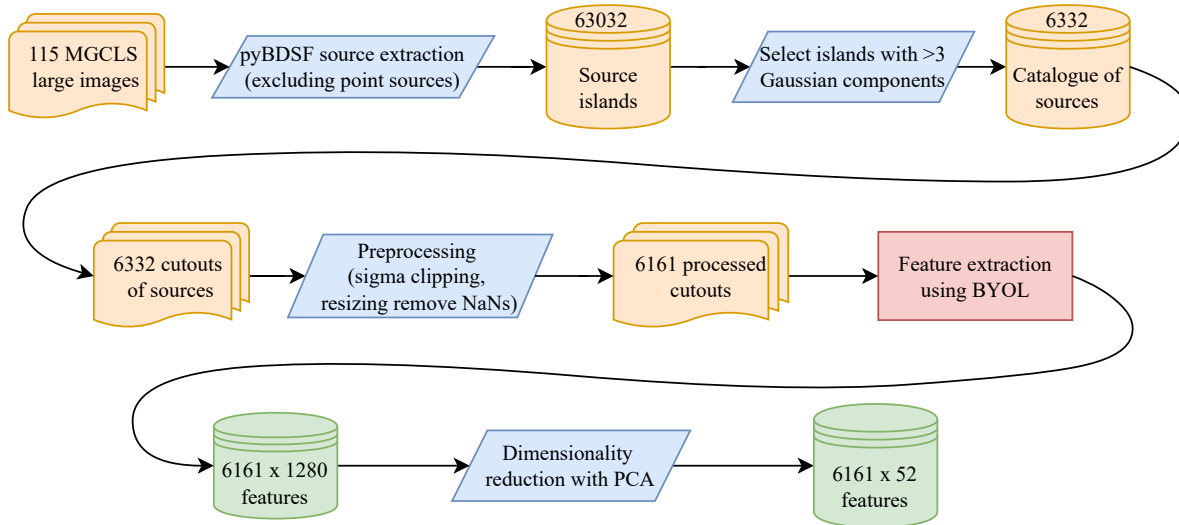 115 MGCLS
large images
pyBDSF source extraction
(excluding point sources)
63032
Source
islands
Select islands with >3
Gaussian components
6332
Catalogue of
sources
6332 cutouts
of sources
Preprocessing
(sigma clipping,
resizing remove NaNs)
6161 processed
cutouts
Feature extraction
using BYOL
6161 x 1280
features
Dimensionality
reduction with PCA
6161 x 52
features